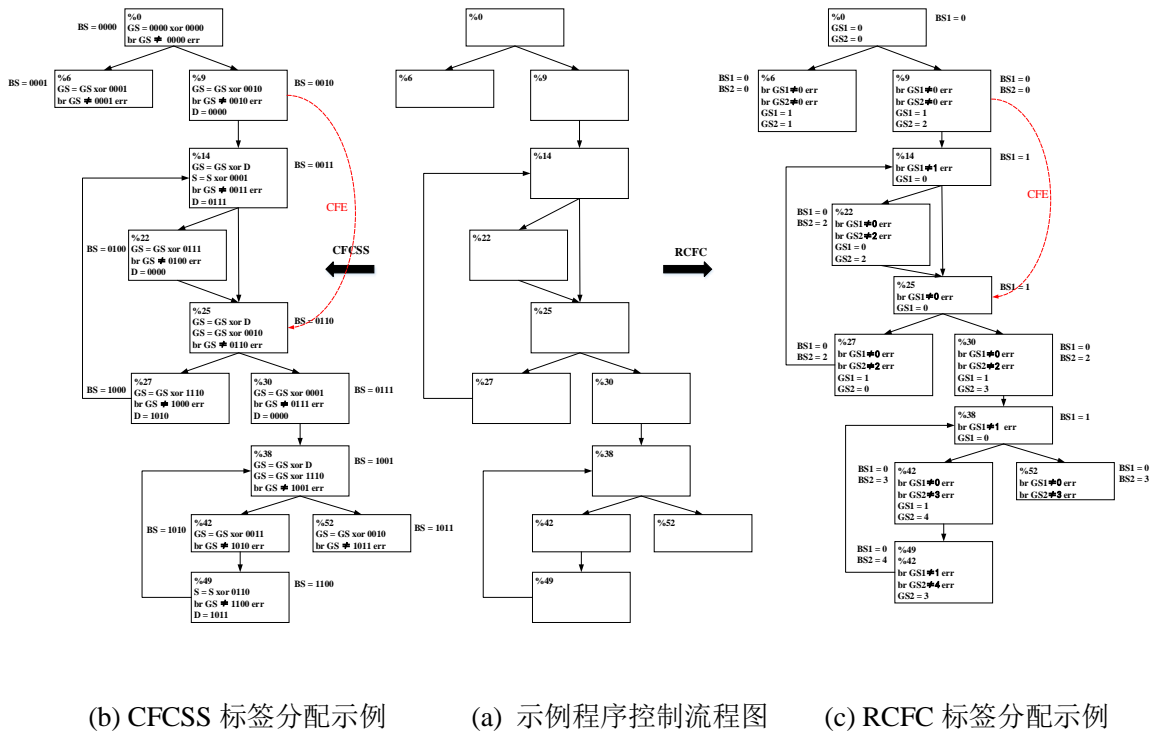 %0
GS = 0000 xor 0000
br GS ≠ 0000 err
BS = 0000
%6
GS = GS xor 0001
br GS ≠ 0001 err
BS = 0001
%9
GS = GS xor 0010
br GS ≠ 0010 err
D = 0000
BS = 0010
%14
GS = GS xor D
S = S xor 0001
br GS ≠ 0011 err
D = 0111
BS = 0011
CFE
%22
GS = GS xor 0111
br GS ≠ 0100 err
D = 0000
BS = 0100
%25
GS = GS xor D
GS = GS xor 0010
br GS ≠ 0110 err
BS = 0110
%27
GS = GS xor 1110
br GS ≠ 1000 err
D = 1010
BS = 1000
%30
GS = GS xor 0001
br GS ≠ 0111 err
D = 0000
BS = 0111
%38
GS = GS xor D
GS = GS xor 1110
br GS ≠ 1001 err
BS = 1001
%42
GS = GS xor 0011
br GS ≠ 1010 err
BS = 1010
%52
GS = GS xor 0010
br GS ≠ 1011 err
BS = 1011
%49
S = S xor 0110
br GS ≠ 1100 err
D = 1011
BS = 1100
CFCSS
%0
%6
%9
%14
%22
%25
%27
%30
%38
%42
%52
%49
RCFC
%0
GS1 = 0
GS2 = 0
BS1 = 0
BS1 = 0
BS2 = 0
%6
br GS1≠0 err
br GS2≠0 err
GS1 = 1
GS2 = 1
%9
br GS1≠0 err
br GS2≠0 err
GS1 = 1
GS2 = 2
BS1 = 0
BS2 = 0
%14
br GS1≠1 err
GS1 = 0
BS1 = 1
CFE
BS1 = 0
BS2 = 2
%22
br GS1≠0 err
br GS2≠2 err
GS1 = 0
GS2 = 2
%25
br GS1≠0 err
GS1 = 0
BS1 = 1
BS1 = 0
BS2 = 2
%27
br GS1≠0 err
br GS2≠2 err
GS1 = 1
GS2 = 0
%30
br GS1≠0 err
br GS2≠2 err
GS1 = 1
GS2 = 3
BS1 = 0
BS2 = 2
%38
br GS1≠1 err
GS1 = 0
BS1 = 1
BS1 = 0
BS2 = 3
%42
br GS1≠0 err
br GS2≠3 err
GS1 = 1
GS2 = 4
%52
br GS1≠0 err
br GS2≠3 err
BS1 = 0
BS2 = 3
BS1 = 0
BS2 = 4
%49
%42
br GS1≠1 err
br GS2≠4 err
GS2 = 3
(b) CFCSS 标签分配示例
(a) 示例程序控制流程图
(c) RCFC 标签分配示例